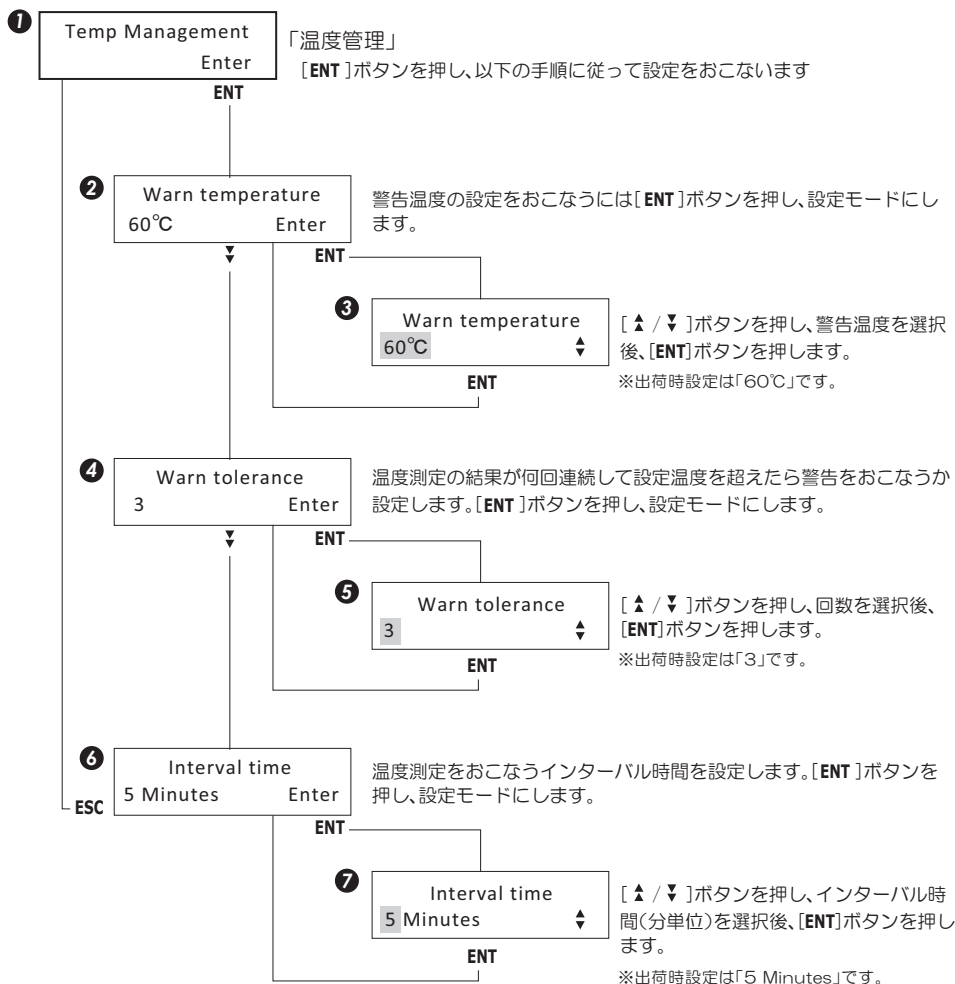 ❶
Temp Management
Enter
「温度管理」
[ENT ]ボタンを押し、以下の手順に従って設定をおこないます
ENT
❷
Warn temperature
60℃ Enter
警告温度の設定をおこなうには[ENT ]ボタンを押し、設定モードにし
ます。
ENT
❸
Warn temperature
60℃
[ / ]ボタンを押し、警告温度を選択
後、[ENT]ボタンを押します。
※出荷時設定は「60℃」です。
ENT
❹
Warn tolerance
3 Enter
温度測定の結果が何回連続して設定温度を超えたら警告をおこなうか
設定します。[ENT ]ボタンを押し、設定モードにします。
ENT
❺
Warn tolerance
3
[ / ]ボタンを押し、回数を選択後、
[ENT]ボタンを押します。
※出荷時設定は「3」です。
ENT
❻
Interval time
5 Minutes Enter
温度測定をおこなうインターバル時間を設定します。[ENT ]ボタンを
押し、設定モードにします。
ESC
ENT
❼
Interval time
5 Minutes
[ / ]ボタンを押し、インターバル時
間(分単位)を選択後、[ENT]ボタンを押し
ます。
※出荷時設定は「5 Minutes」です。
ENT